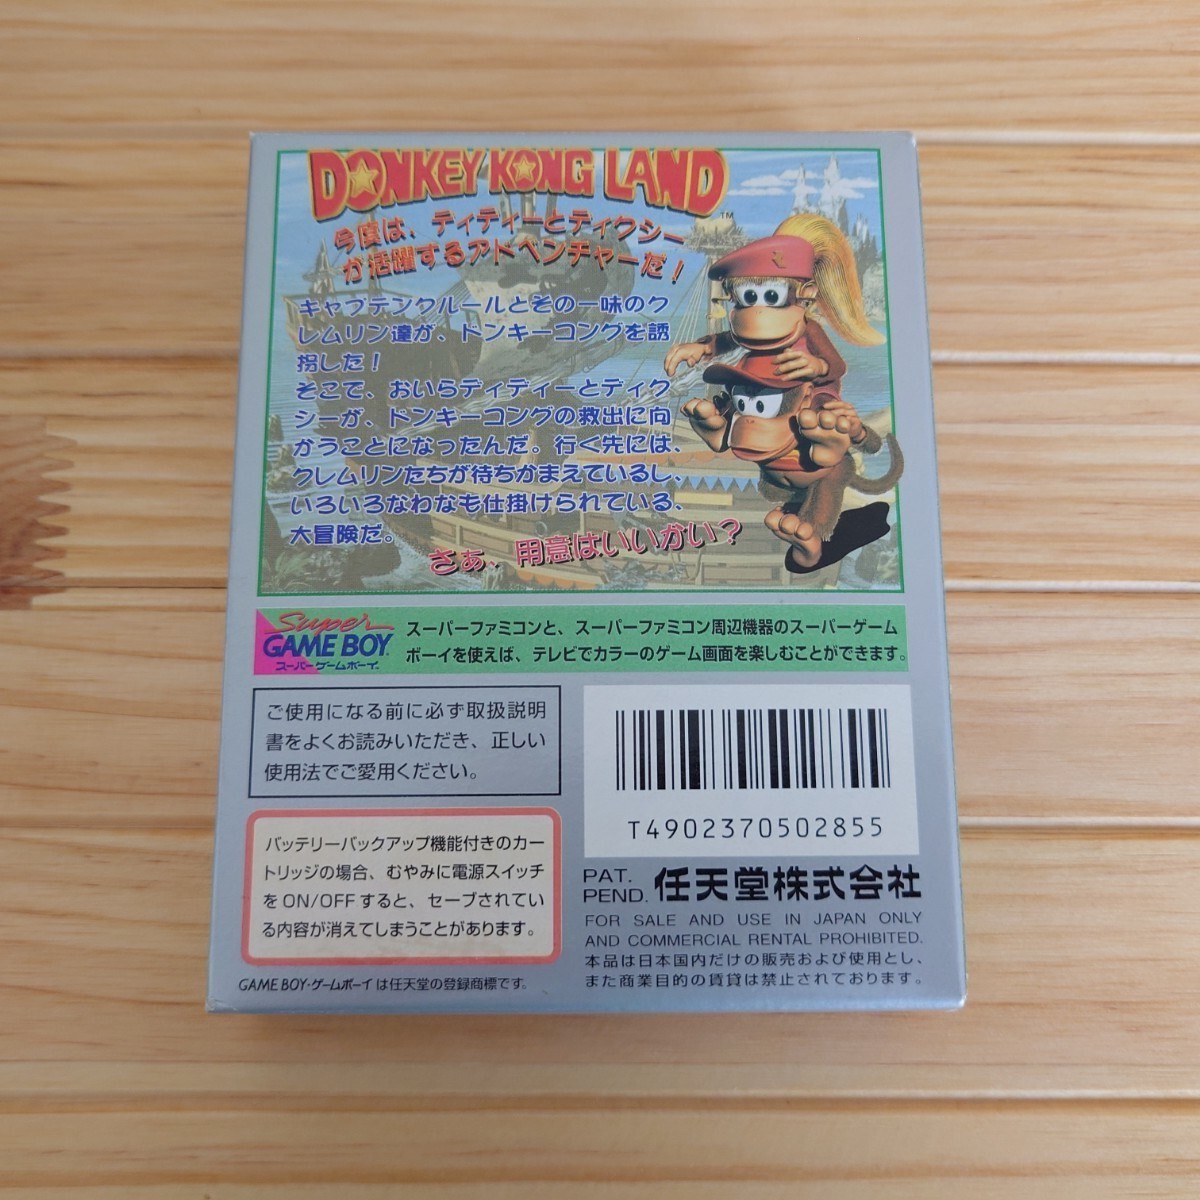 DONKEY KONG LAND
TM
今度は、ディディーとディクシー
が活躍するアドベンチャーだ!
キャプテンクルールとその一味のク
レムリン達が、ドンキーコングを誘
拐した!
そこで、おいらディディーとディク
シーが、ドンキーコングの救出に向
かうことになったんだ。行く先には、
クレムリンたちが待ちかまえているし、
いろいろなわなも仕掛けられている、
大冒険だ。
さぁ、用意はいいかい?
Super
GAME BOY
スーパーゲームボーイ
スーパーファミコンと、スーパーファミコン周辺機器のスーパーゲーム
ボーイを使えば、テレビでカラーのゲーム画面を楽しむことができます。
ご使用になる前に必ず取扱説明
書をよくお読みいただき、正しい
使用法でご愛用ください。
バッテリーバックアップ機能付きのカー
トリッジの場合、むやみに電源スイッチ
をON/OFFすると、セーブされてい
る内容が消えてしまうことがあります。
GAME BOY・ゲームボーイは任天堂の登録商標です。
T4902370502855
PAT.
PEND. 任天堂株式会社
FOR SALE AND USE IN JAPAN ONLY
AND COMMERCIAL RENTAL PROHIBITED.
本品は日本国内だけの販売および使用とし、
また商業目的の賃貸は禁止されております。